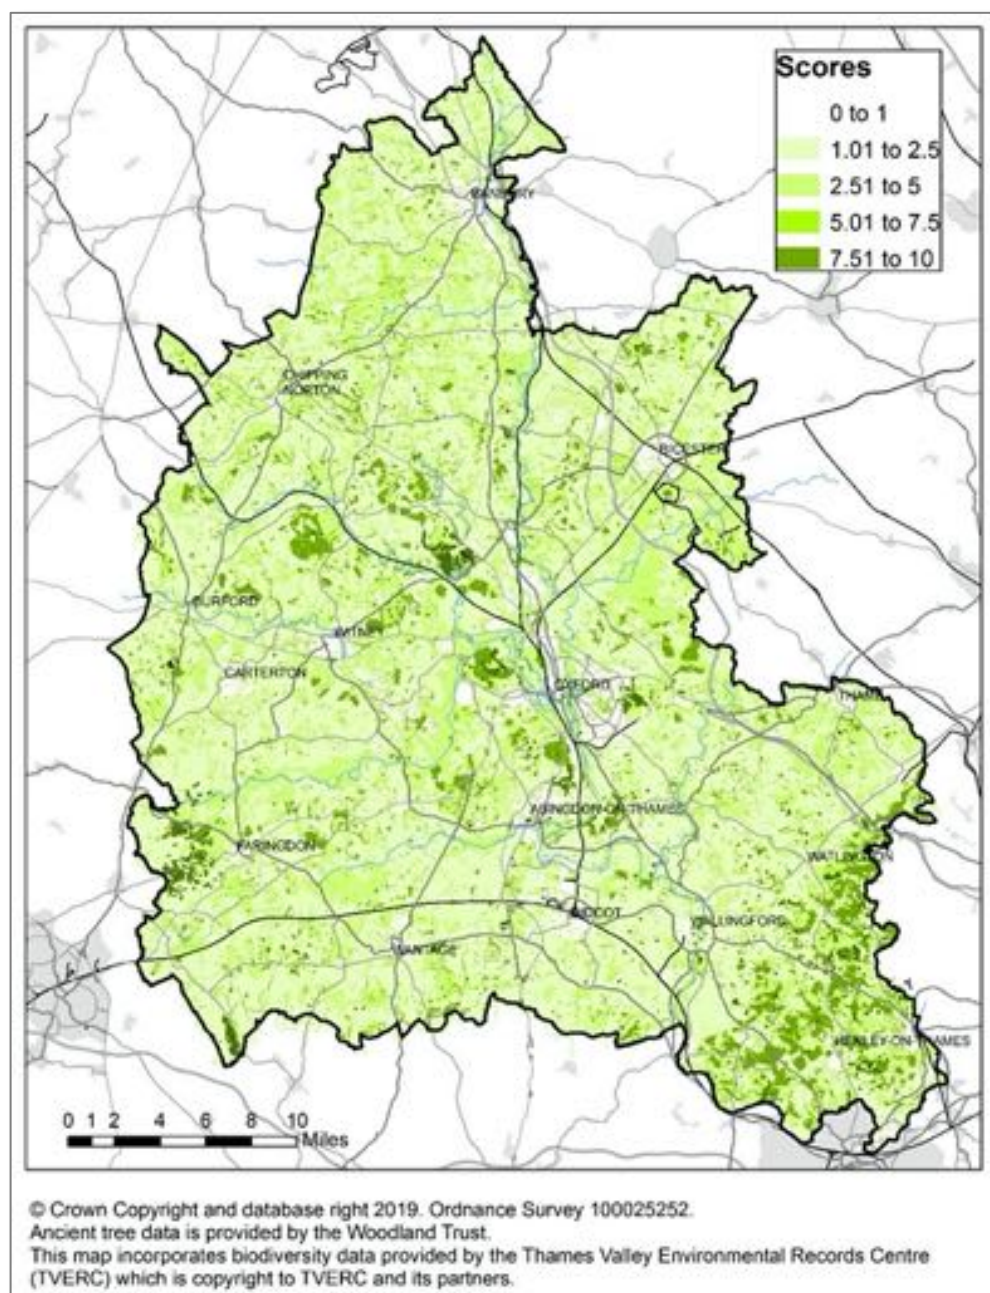 Scores
0 to 1
1.01 to 2.5
2.51 to 5
5.01 to 7.5
7.51 to 10
BANBURY
CHIPPING
NORTON
BICESTER
BURFORD
WITNEY
CARTERTON
OXFORD
THAME
ABINGDON-ON-THAMES
FARINGDON
WATLINGTON
DIDCOT
WALLINGFORD
WANTAGE
HENLEY-ON-THAMES
0 1 2 4 6 8 10
Miles
© Crown Copyright and database right 2019. Ordnance Survey 100025252.
Ancient tree data is provided by the Woodland Trust.
This map incorporates biodiversity data provided by the Thames Valley Environmental Records Centre
(TVERC) which is copyright to TVERC and its partners.